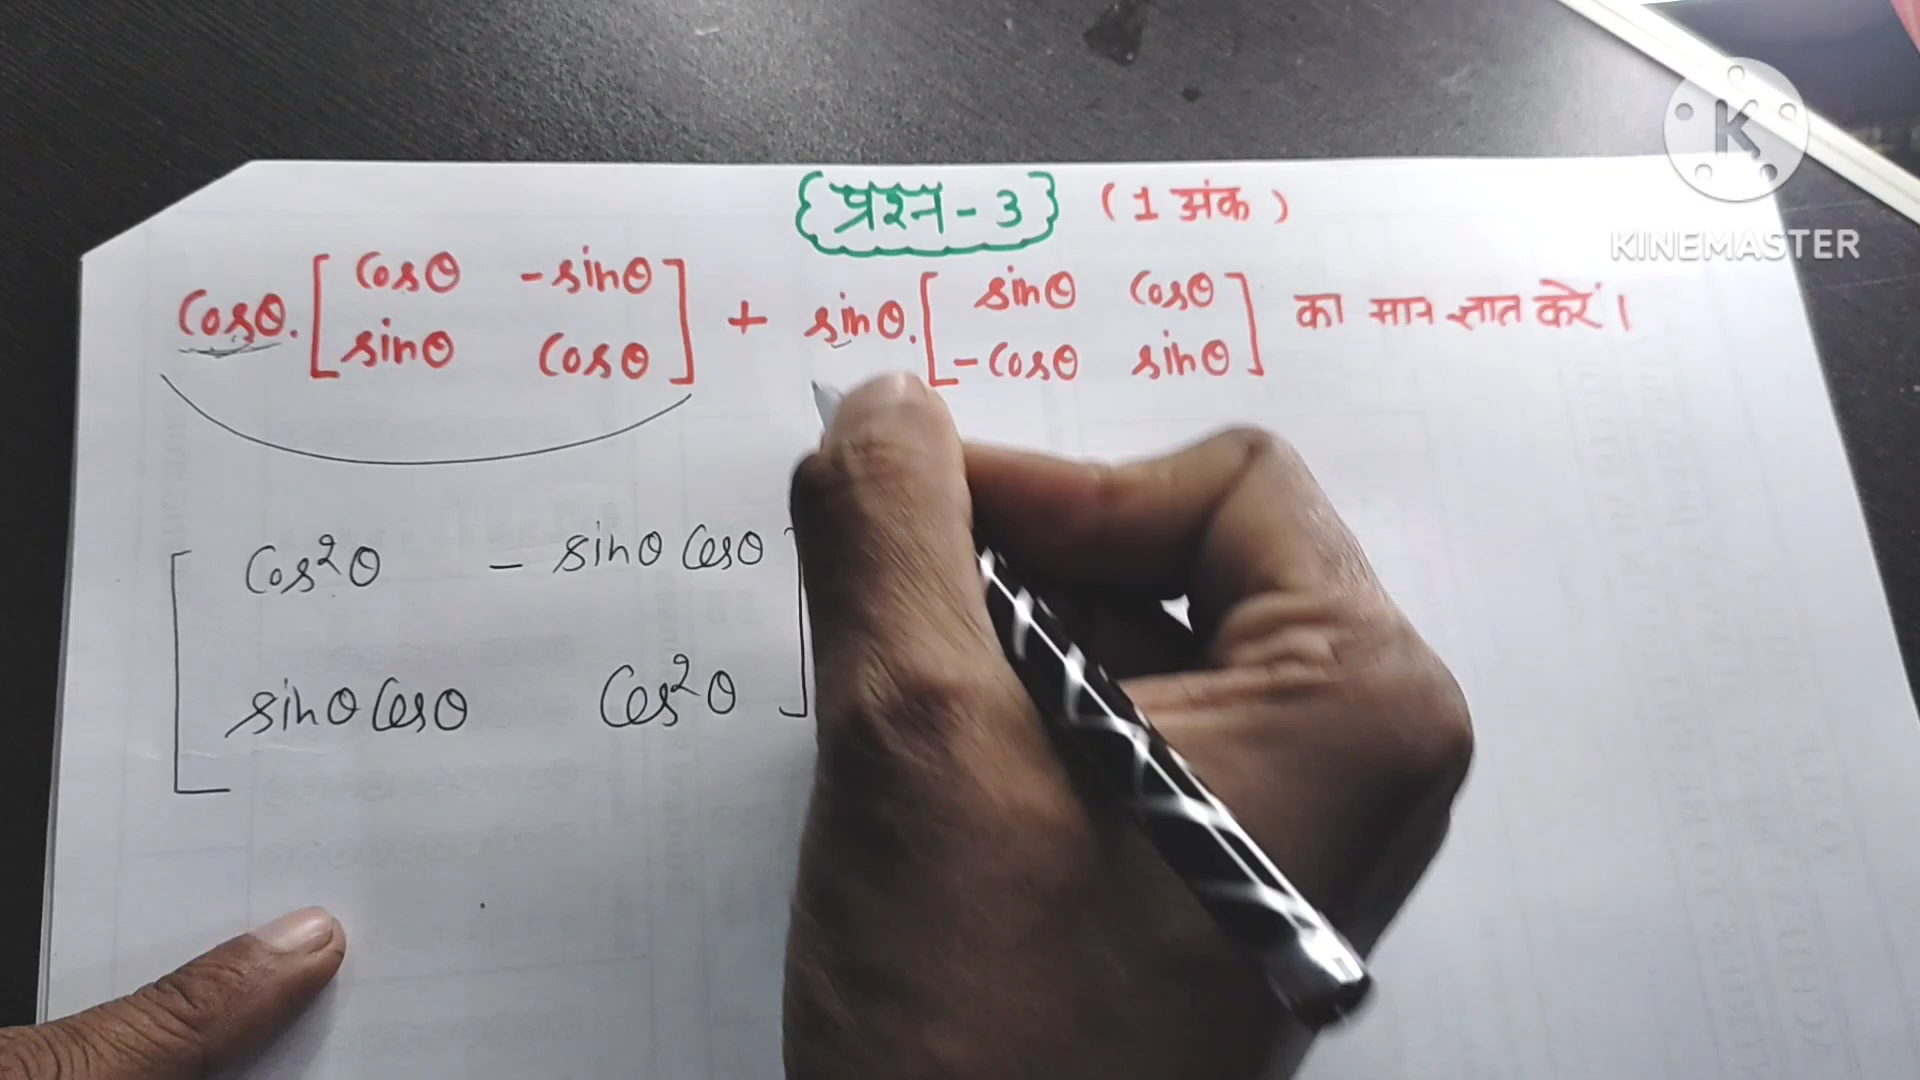 {प्रश्न-3} (1 अंक)
Cosθ. [ Cosθ -sinθ ] + sinθ. [ sinθ Cosθ ] का मान ज्ञात करें।
[ sinθ Cosθ ] [ -Cosθ sinθ ]
[ Cos²θ - sinθ Cosθ ]
[ sinθ Cosθ Cos²θ ]
K
KINEMASTER